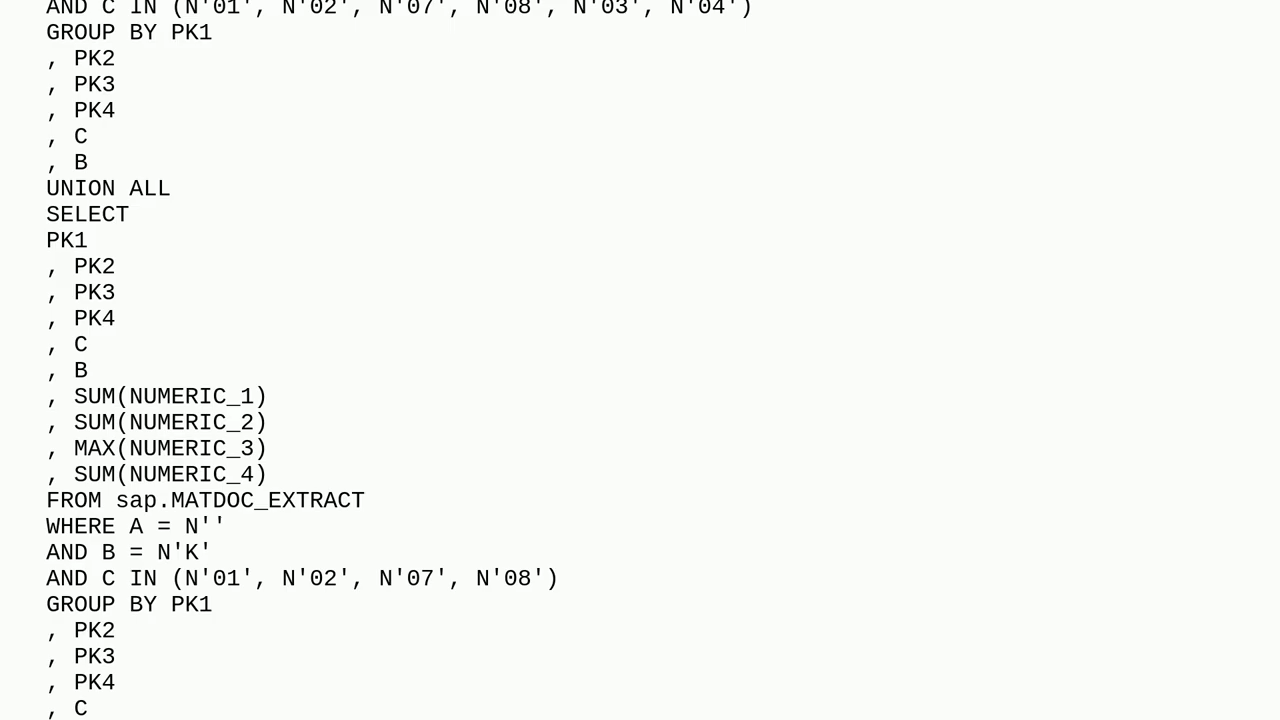 AND C IN (N'01', N'02', N'07', N'08', N'03', N'04')
GROUP BY PK1
, PK2
, PK3
, PK4
, C
, B
UNION ALL
SELECT
PK1
, PK2
, PK3
, PK4
, C
, B
, SUM(NUMERIC_1)
, SUM(NUMERIC_2)
, MAX(NUMERIC_3)
, SUM(NUMERIC_4)
FROM sap.MATDOC_EXTRACT
WHERE A = N''
AND B = N'K'
AND C IN (N'01', N'02', N'07', N'08')
GROUP BY PK1
, PK2
, PK3
, PK4
, C